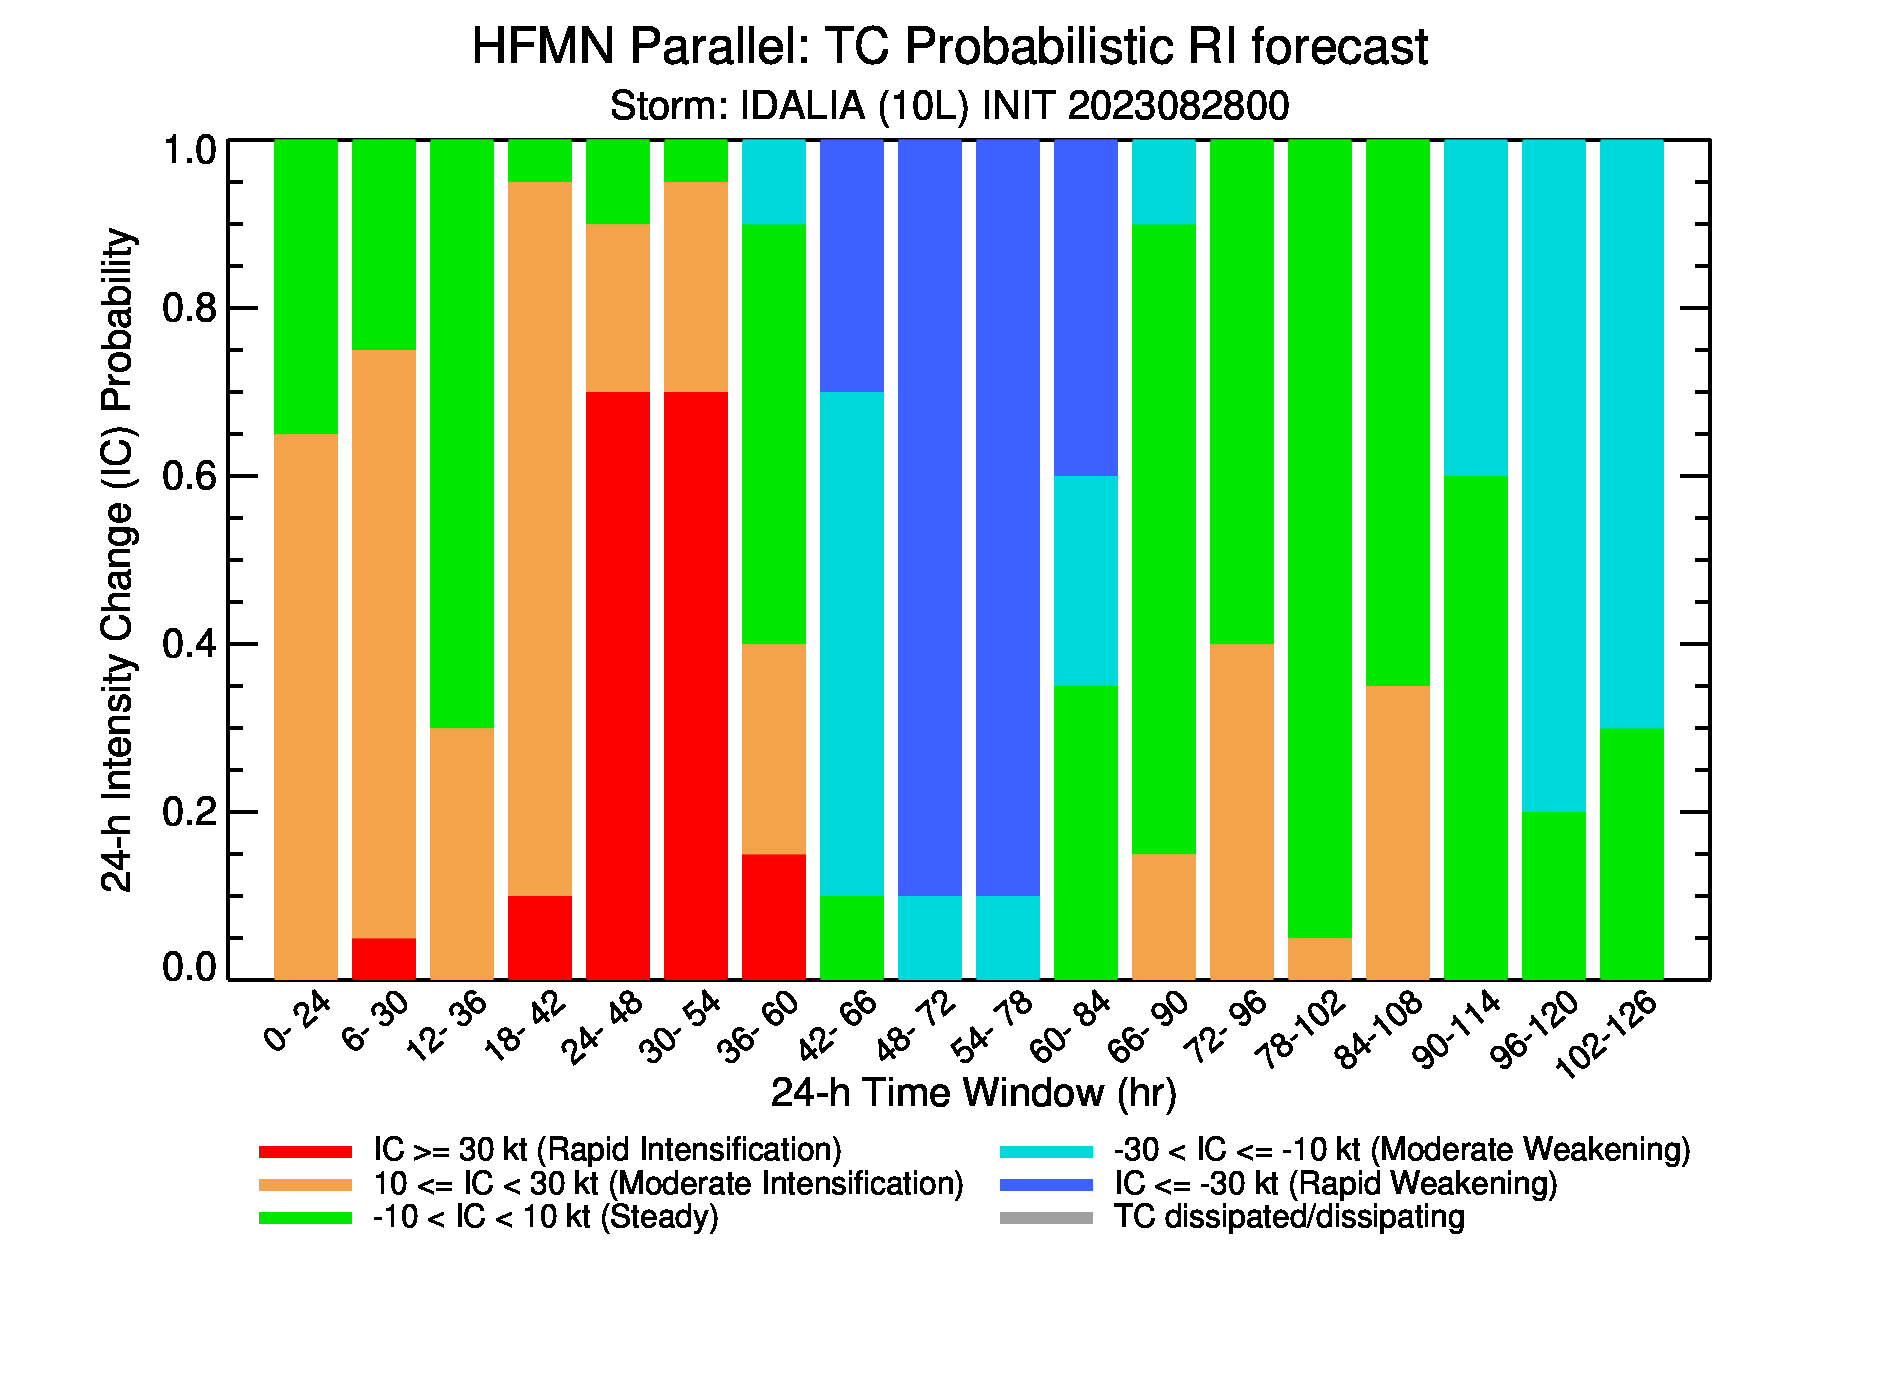 HFMN Parallel: TC Probabilistic RI forecast
Storm: IDALIA (10L) INIT 2023082800
24-h Intensity Change (IC) Probability
1.0
0.8
0.6
0.4
0.2
0.0
0- 24
6- 30
12- 36
18- 42
24- 48
30- 54
36- 60
42- 66
48- 72
54- 78
60- 84
66- 90
72- 96
78-102
84-108
90-114
96-120
102-126
24-h Time Window (hr)
IC >= 30 kt (Rapid Intensification)
10 <= IC < 30 kt (Moderate Intensification)
-10 < IC < 10 kt (Steady)
-30 < IC <= -10 kt (Moderate Weakening)
IC <= -30 kt (Rapid Weakening)
TC dissipated/dissipating